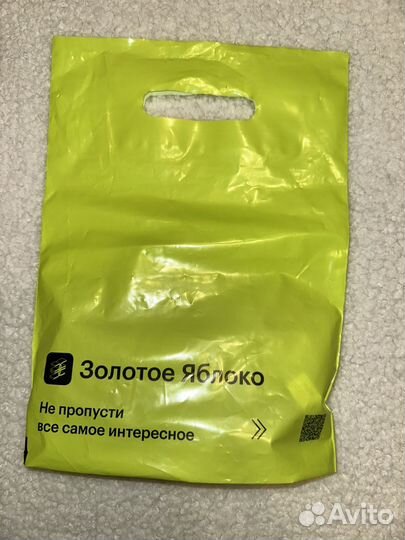 Золотое Яблоко
Не пропусти
все самое интересное
Avito